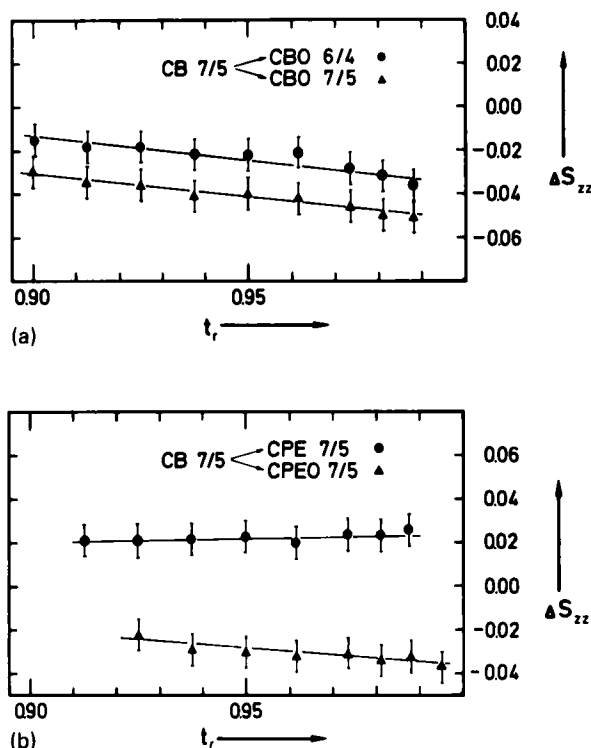 0.04
0.02
CB 7/5 CBO 6/4
CBO 7/5
0.00
-0.02
-0.04
-0.06
ΔS_zz
0.90 0.95
t_r
(a)
0.06
CB 7/5 CPE 7/5
CPEO 7/5
0.04
0.02
0.00
-0.02
-0.04
ΔS_zz
0.90 0.95
t_r
(b)